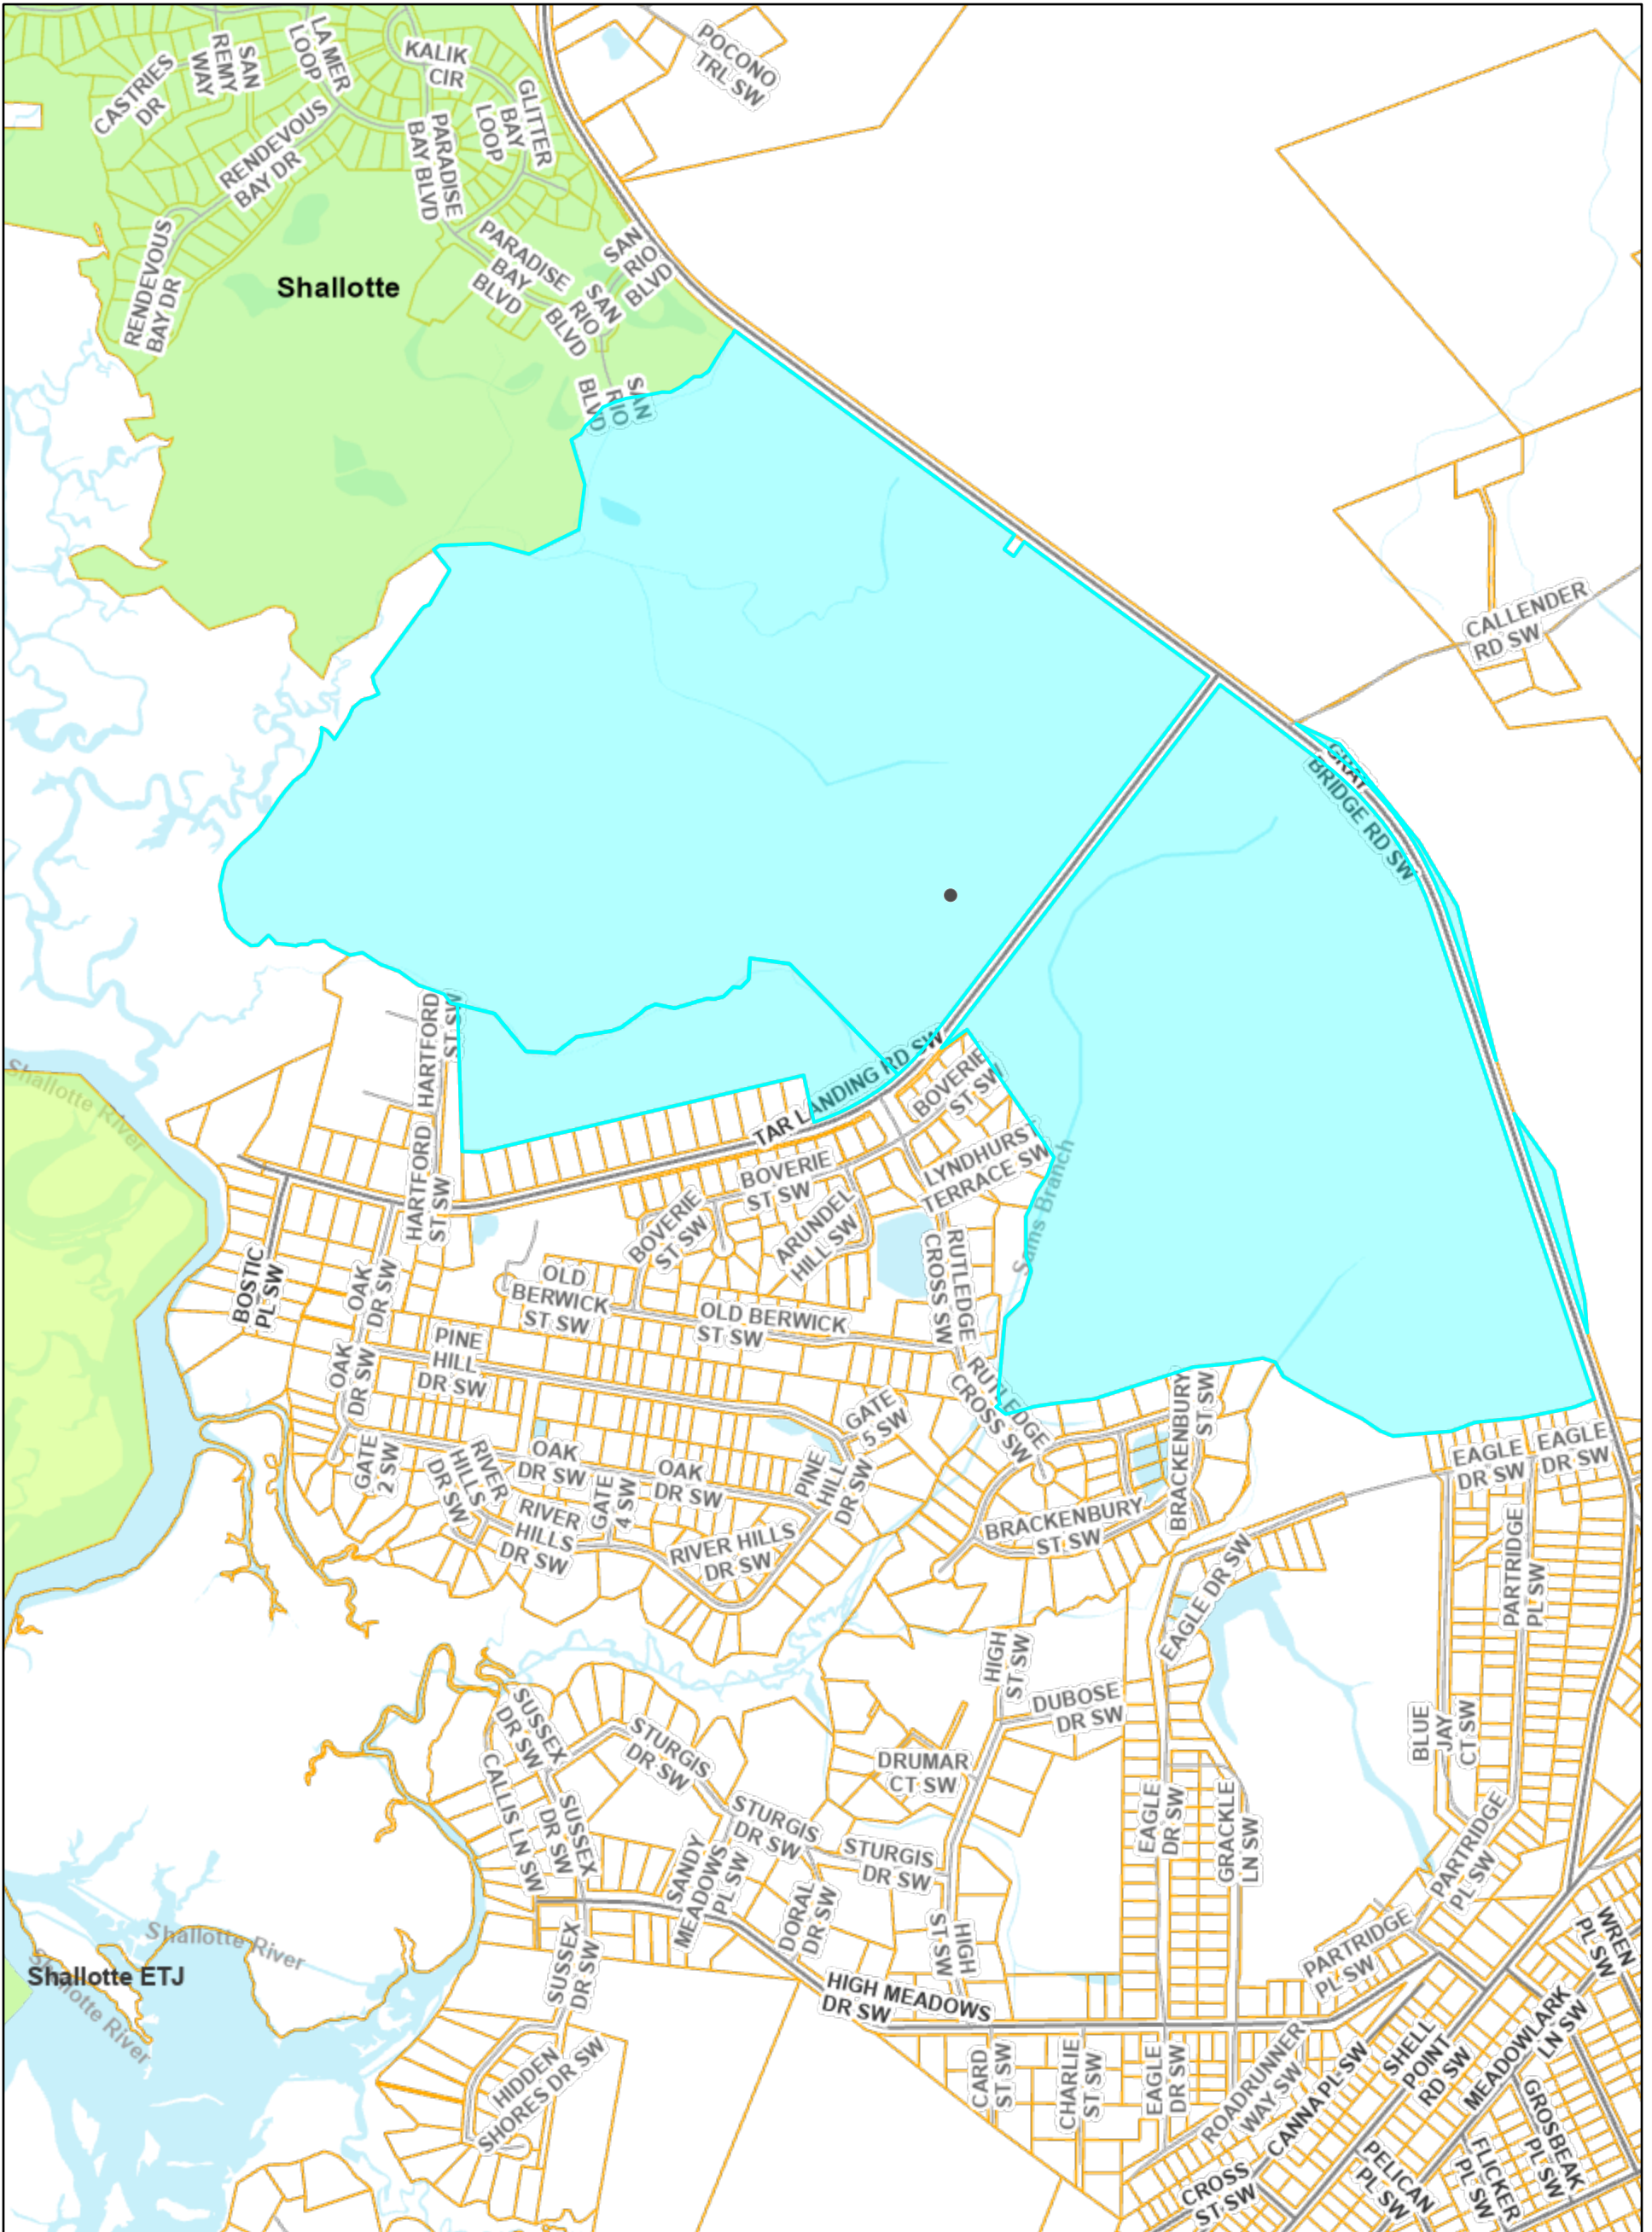 POCONO
TRL SW
CASTRIES
DR
SAN
REMY
WAY
LA MER
LOOP
KALIK
CIR
GLITTER
BAY
LOOP
RENDEVOUS
BAY DR
PARADISE
BAY BLVD
RENDEVOUS
BAY DR
Shallotte
PARADISE
BAY
BLVD
SAN
RIO
BLVD
SAN
RIO
BLVD
SAN
RIO
BLVD
CALLENDER
RD SW
GRAY
BRIDGE RD SW
HARTFORD
ST SW
TAR LANDING RD SW
BOVERIE
ST SW
Shallotte River
HARTFORD
ST SW
BOVERIE
ST SW
LYNDHURST
TERRACE SW
Sams Branch
BOVERIE
ST SW
ARUNDEL
HILL SW
RUTLEDGE
CROSS SW
BOSTIC
PL SW
OAK
DR SW
OLD
BERWICK
ST SW
OLD BERWICK
ST SW
PINE
HILL
DR SW
OAK
DR SW
RUTLEDGE
CROSS SW
BRACKENBURY
ST SW
GATE
5 SW
EAGLE
DR SW
EAGLE
DR SW
GATE
2 SW
RIVER
HILLS
DR SW
OAK
DR SW
GATE
4 SW
OAK
DR SW
PINE
HILL
DR SW
RIVER
HILLS
DR SW
RIVER HILLS
DR SW
BRACKENBURY
ST SW
EAGLE DR SW
PARTRIDGE
PL SW
HIGH
ST SW
DUBOSE
DR SW
SUSSEX
DR SW
STURGIS
DR SW
BLUE
JAY
CT SW
DRUMAR
CT SW
CALLIS LN SW
SUSSEX
DR SW
STURGIS
DR SW
STURGIS
DR SW
EAGLE
DR SW
GRACKLE
LN SW
PARTRIDGE
PL SW
SANDY
MEADOWS
PL SW
DORAL
DR SW
HIGH
ST SW
PARTRIDGE
PL SW
WREN
PL SW
Shallotte River
Shallotte ETJ
Shallotte River
SUSSEX
DR SW
HIGH MEADOWS
DR SW
HIDDEN
SHORES DR SW
CARD
ST SW
CHARLIE
ST SW
EAGLE
DR SW
ROADRUNNER
WAY SW
CANNA PL SW
SHELL
POINT
RD SW
MEADOWLARK
LN SW
GROSBEAK
PL SW
CROSS
ST SW
PELICAN
PL SW
FLICKER
PL SW